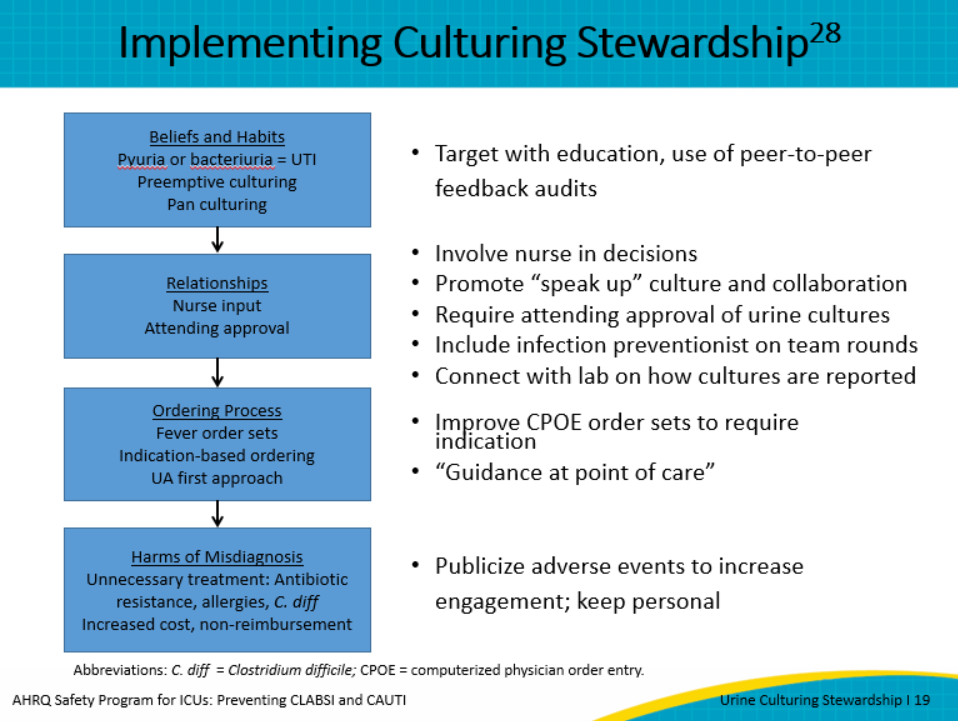 Implementing Culturing Stewardship28
Beliefs and Habits
Pyuria or bacteriuria = UTI
Preemptive culturing
Pan culturing
• Target with education, use of peer-to-peer
feedback audits
Relationships
Nurse input
Attending approval
• Involve nurse in decisions
• Promote “speak up” culture and collaboration
• Require attending approval of urine cultures
• Include infection preventionist on team rounds
• Connect with lab on how cultures are reported
Ordering Process
Fever order sets
Indication-based ordering
UA first approach
• Improve CPOE order sets to require
indication
• “Guidance at point of care”
Harms of Misdiagnosis
Unnecessary treatment: Antibiotic
resistance, allergies, C. diff
Increased cost, non-reimbursement
• Publicize adverse events to increase
engagement; keep personal
Abbreviations: C. diff = Clostridium difficile; CPOE = computerized physician order entry.
AHRQ Safety Program for ICUs: Preventing CLABSI and CAUTI
Urine Culturing Stewardship I 19